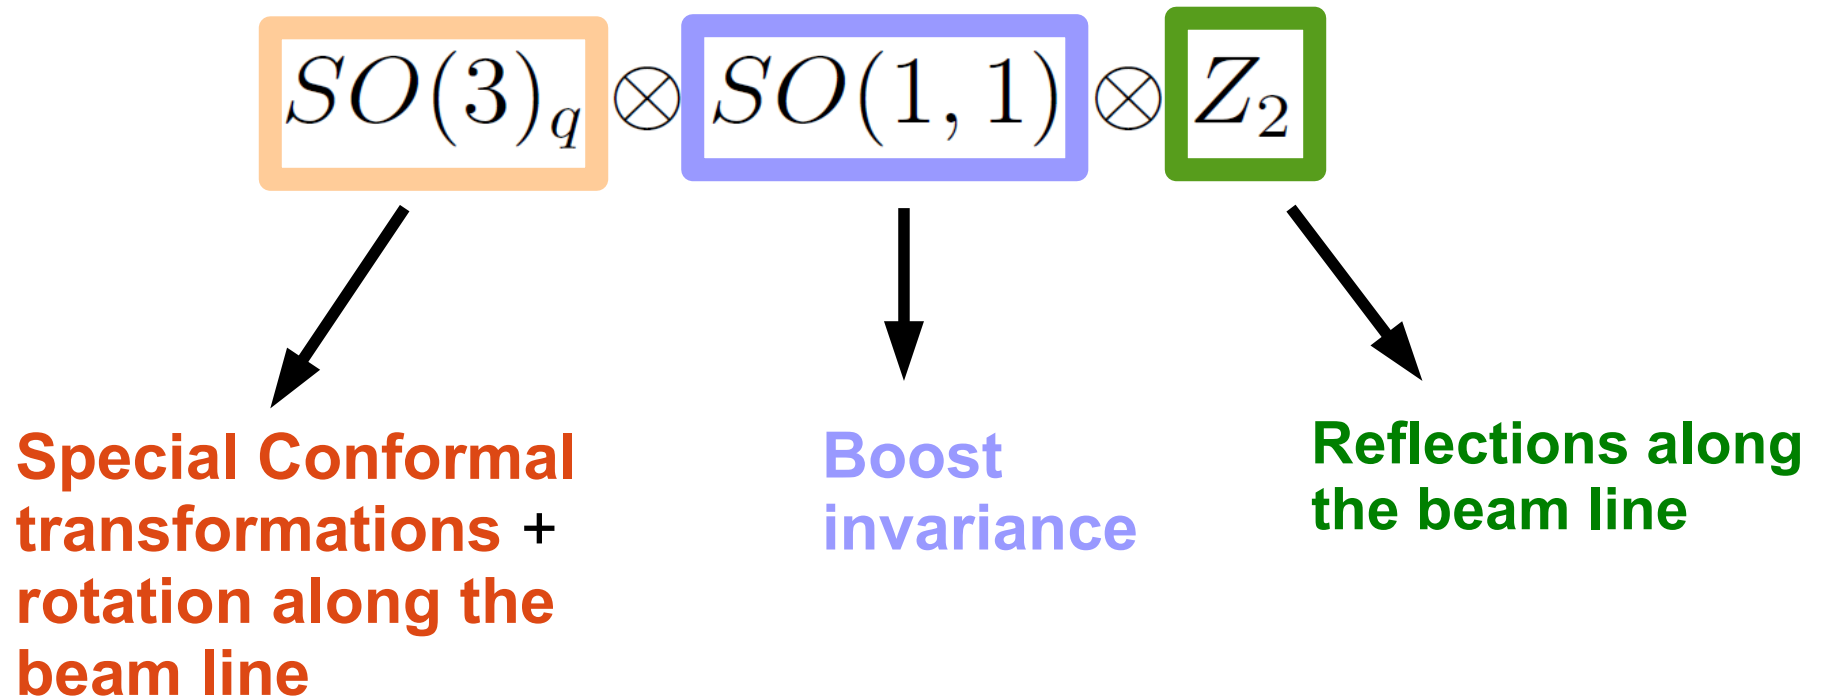 SO(3)_q ⊗ SO(1,1) ⊗ Z_2
Special Conformal
transformations +
rotation along the
beam line
Boost
invariance
Reflections along
the beam line